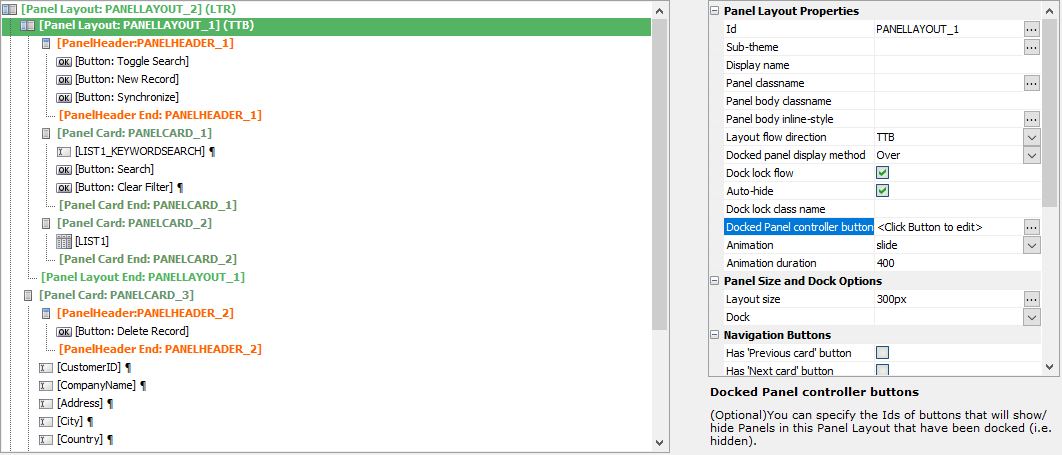 [Panel Layout: PANELLAYOUT_2] (LTR)
[Panel Layout: PANELLAYOUT_1] (TTB)
[PanelHeader:PANELHEADER_1]
OK [Button: Toggle Search]
OK [Button: New Record]
OK [Button: Synchronize]
[PanelHeader End: PANELHEADER_1]
[Panel Card: PANELCARD_1]
[LIST1_KEYWORDSEARCH] ¶
OK [Button: Search]
OK [Button: Clear Filter] ¶
[Panel Card End: PANELCARD_1]
[Panel Card: PANELCARD_2]
[LIST1]
[Panel Card End: PANELCARD_2]
[Panel Layout End: PANELLAYOUT_1]
[Panel Card: PANELCARD_3]
[PanelHeader:PANELHEADER_2]
OK [Button: Delete Record]
[PanelHeader End: PANELHEADER_2]
[CustomerID] ¶
[CompanyName] ¶
[Address] ¶
[City] ¶
[Country] ¶
Panel Layout Properties
Id PANELLAYOUT_1 ...
Sub-theme ...
Display name
Panel classname ...
Panel body classname
Panel body inline-style ...
Layout flow direction TTB
Docked panel display method Over
Dock lock flow
Auto-hide
Dock lock class name
Docked Panel controller button <Click Button to edit> ...
Animation slide
Animation duration 400
Panel Size and Dock Options
Layout size 300px ...
Dock
Navigation Buttons
Has 'Previous card' button
Has 'Next card' button
Docked Panel controller buttons
(Optional)You can specify the Ids of buttons that will show/
hide Panels in this Panel Layout that have been docked (i.e.
hidden).